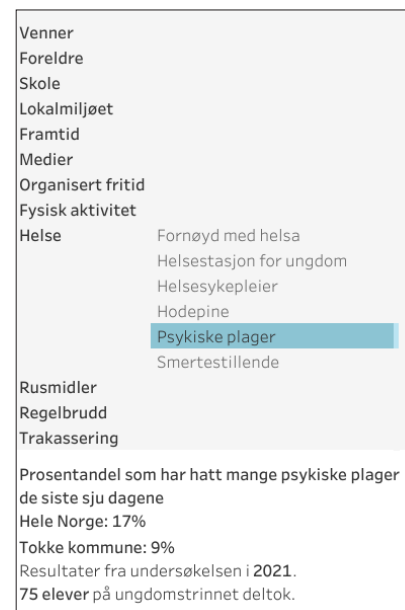 Venner
Foreldre
Skole
Lokalmiljøet
Framtid
Medier
Organisert fritid
Fysisk aktivitet
Helse Fornøyd med helsa
Helsestasjon for ungdom
Helsesykepleier
Hodepine
Psykiske plager
Smertestillende
Rusmidler
Regelbrudd
Trakassering
Prosentandel som har hatt mange psykiske plager
de siste sju dagene
Hele Norge: 17%
Tokke kommune: 9%
Resultater fra undersøkelsen i 2021.
75 elever på ungdomstrinnet deltok.